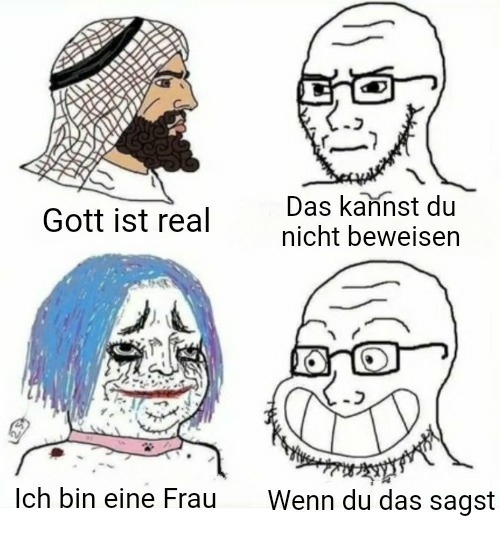 Gott ist real
Das kannst du
nicht beweisen
Ich bin eine Frau
Wenn du das sagst